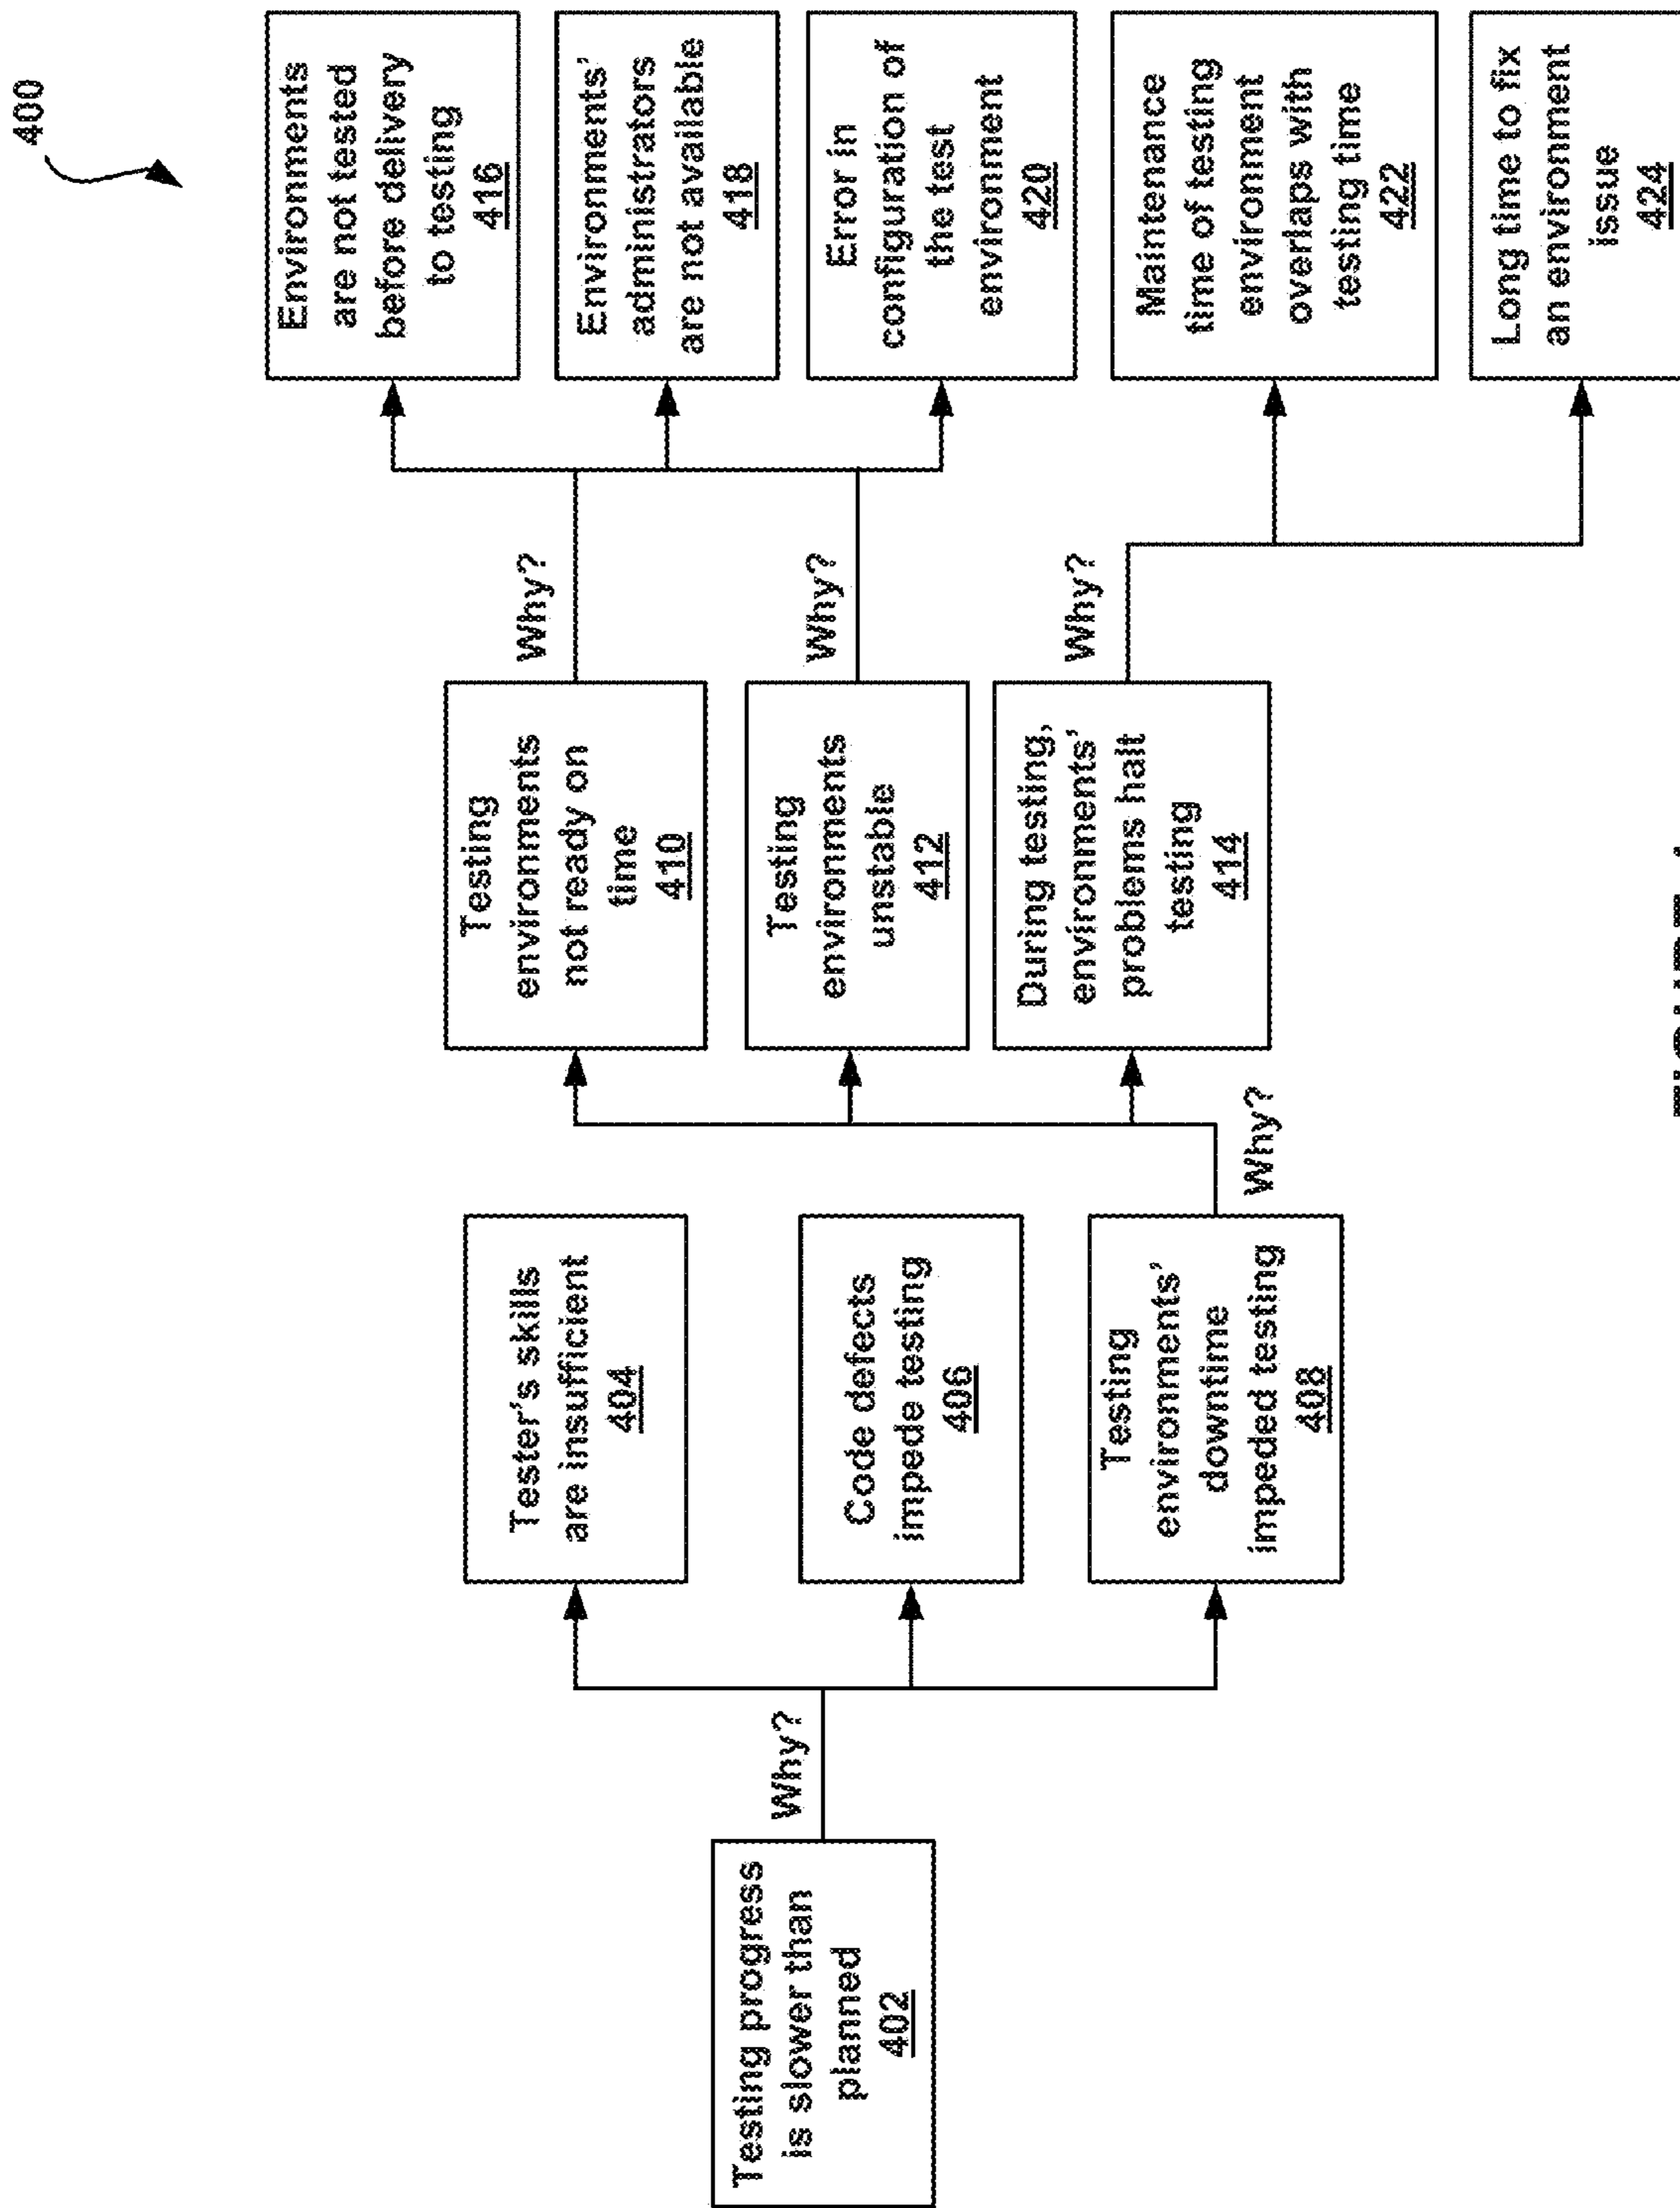 400
Testing progress
is slower than
planned
402
Why?
Tester's skills
are insufficient
404
Code defects
impede testing
406
Testing
environments'
downtime
impeded testing
408
Why?
Testing
environments
not ready on
time
410
Why?
Testing
environments
unstable
412
Why?
During testing,
environments'
problems halt
testing
414
Why?
Environments
are not tested
before delivery
to testing
416
Environments'
administrators
are not available
418
Error in
configuration of
the test
environment
420
Maintenance
time of testing
environment
overlaps with
testing time
422
Long time to fix
an environment
issue
424